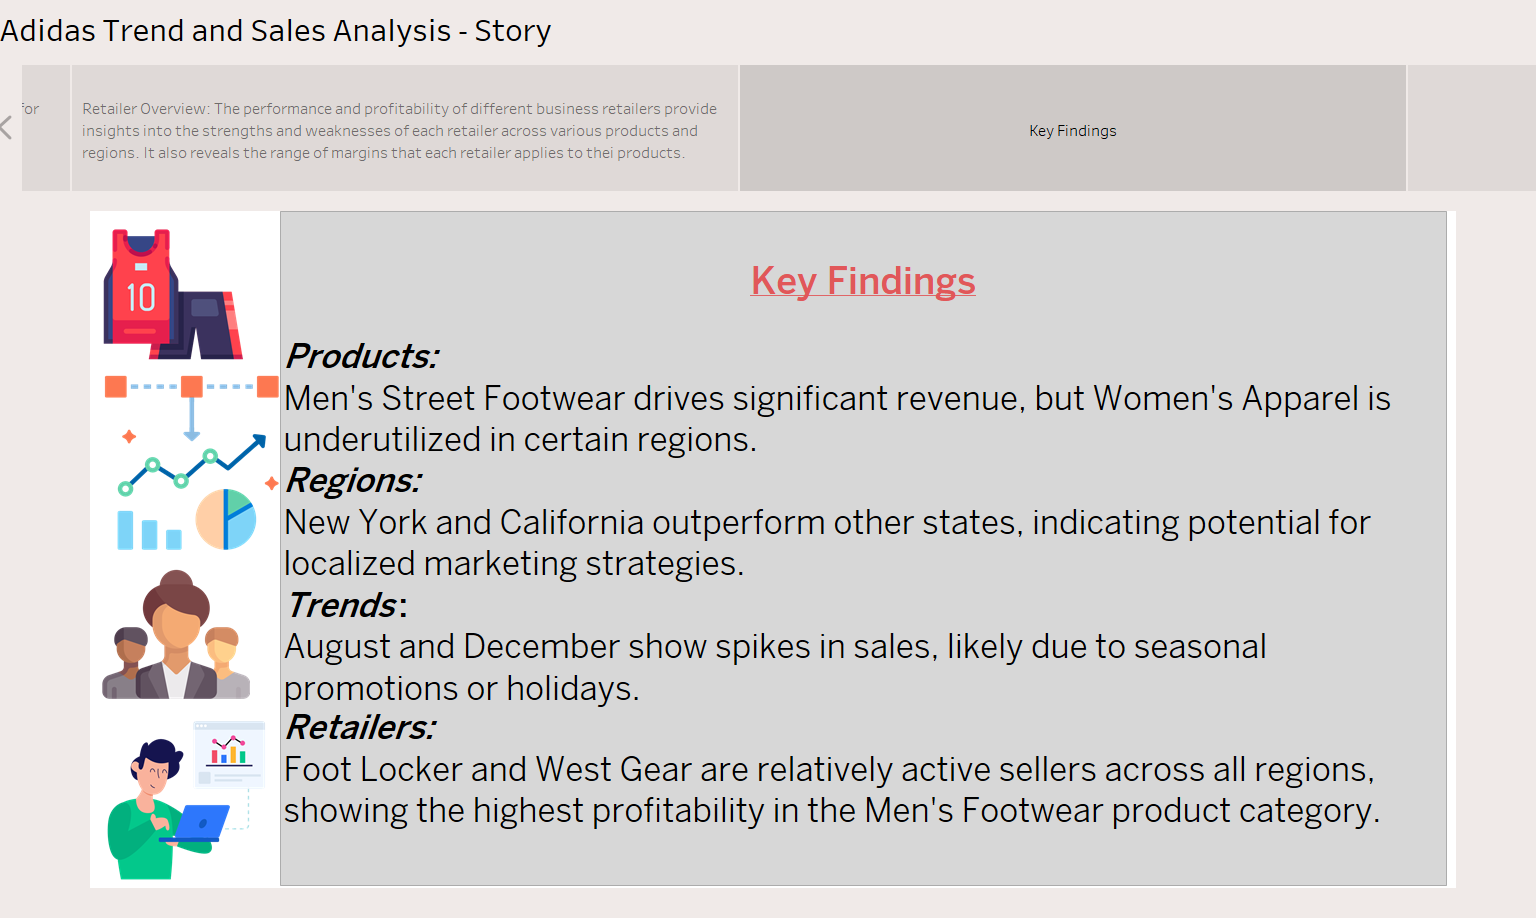 Adidas Trend and Sales Analysis - Story
for
Retailer Overview: The performance and profitability of different business retailers provide
insights into the strengths and weaknesses of each retailer across various products and
regions. It also reveals the range of margins that each retailer applies to thei products.
Key Findings
Key Findings
10
Products:
Men's Street Footwear drives significant revenue, but Women's Apparel is
underutilized in certain regions.
Regions:
New York and California outperform other states, indicating potential for
localized marketing strategies.
Trends:
August and December show spikes in sales, likely due to seasonal
promotions or holidays.
Retailers:
Foot Locker and West Gear are relatively active sellers across all regions,
showing the highest profitability in the Men's Footwear product category.